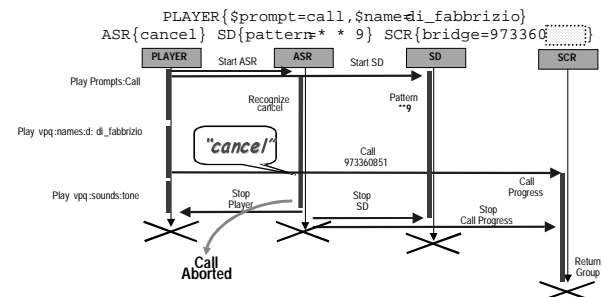 PLAYER{$prompt=call,$name=di_fabbrizio}
ASR{cancel} SD{pattern=* * 9} SCR{bridge=973360 }
PLAYER
ASR
SD
SCR
Start ASR
Start SD
Play Prompts:Call
Recognize
cancel
Pattern
**9
Play vpq:names:d: di_fabbrizio
"cancel"
Call
973360851
Call
Progress
Play vpq:sounds:tone
Stop
Player
Stop
SD
Stop
Call Progress
Call
Aborted
Return
Group